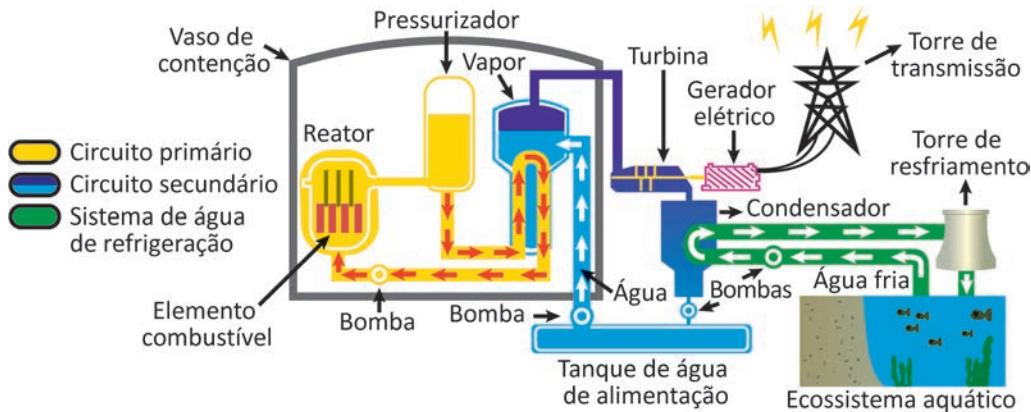 Pressurizador
Vaso de
contenção
Vapor
Turbina
Torre de
transmissão
Gerador
elétrico
Reator
Torre de
resfriamento
Circuito primário
Circuito secundário
Sistema de água
de refrigeração
Condensador
Elemento
combustível
Bomba
Bomba
Água
Bombas
Água fria
Tanque de água
de alimentação
Ecossistema aquático